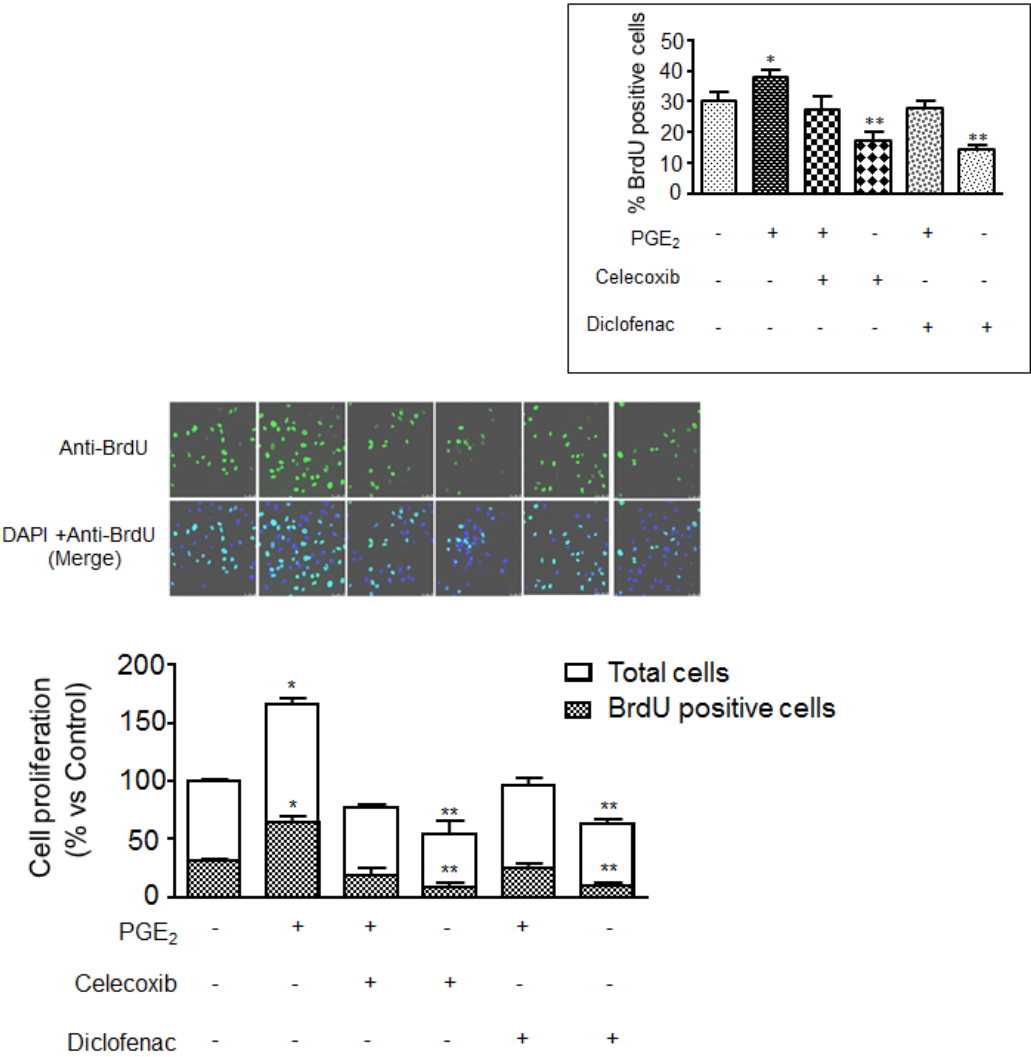 % BrdU positive cells
50
40
30
20
10
0
*
**
**
PGE₂ - + + - + -
Celecoxib - - + + - -
Diclofenac - - - - + +
Anti-BrdU
DAPI +Anti-BrdU
(Merge)
Cell proliferation
(% vs Control)
200
150
100
50
0
*
*
**
**
**
**
Total cells
BrdU positive cells
PGE₂ - + + - + -
Celecoxib - - + + - -
Diclofenac - - - - + +